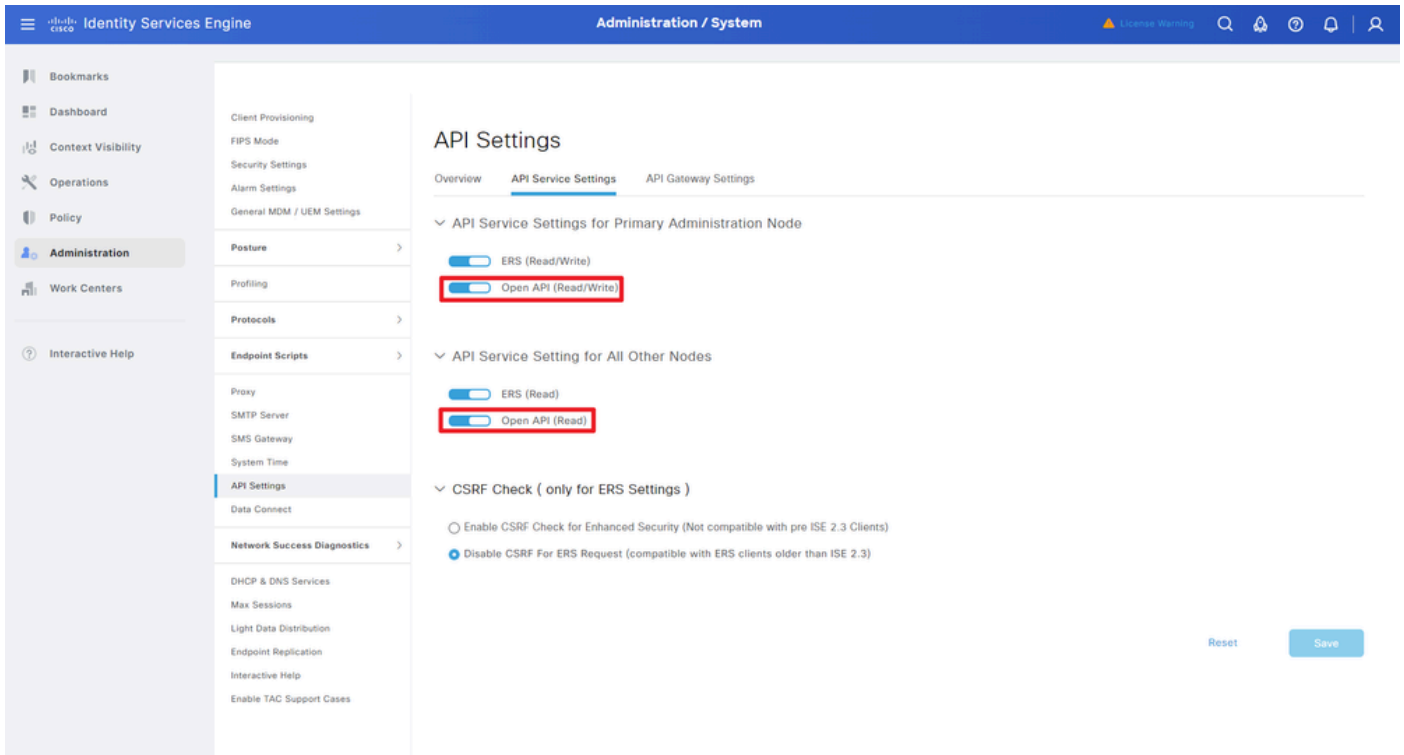 cisco Identity Services Engine
Administration / System
License Warning
Bookmarks
Dashboard
Context Visibility
Operations
Policy
Administration
Work Centers
Interactive Help
Client Provisioning
FIPS Mode
Security Settings
Alarm Settings
General MDM / UEM Settings
Posture
Profiling
Protocols
Endpoint Scripts
Proxy
SMTP Server
SMS Gateway
System Time
API Settings
Data Connect
Network Success Diagnostics
DHCP & DNS Services
Max Sessions
Light Data Distribution
Endpoint Replication
Interactive Help
Enable TAC Support Cases
API Settings
Overview API Service Settings API Gateway Settings
API Service Settings for Primary Administration Node
ERS (Read/Write)
Open API (Read/Write)
API Service Setting for All Other Nodes
ERS (Read)
Open API (Read)
CSRF Check ( only for ERS Settings )
Enable CSRF Check for Enhanced Security (Not compatible with pre ISE 2.3 Clients)
Disable CSRF For ERS Request (compatible with ERS clients older than ISE 2.3)
Reset Save